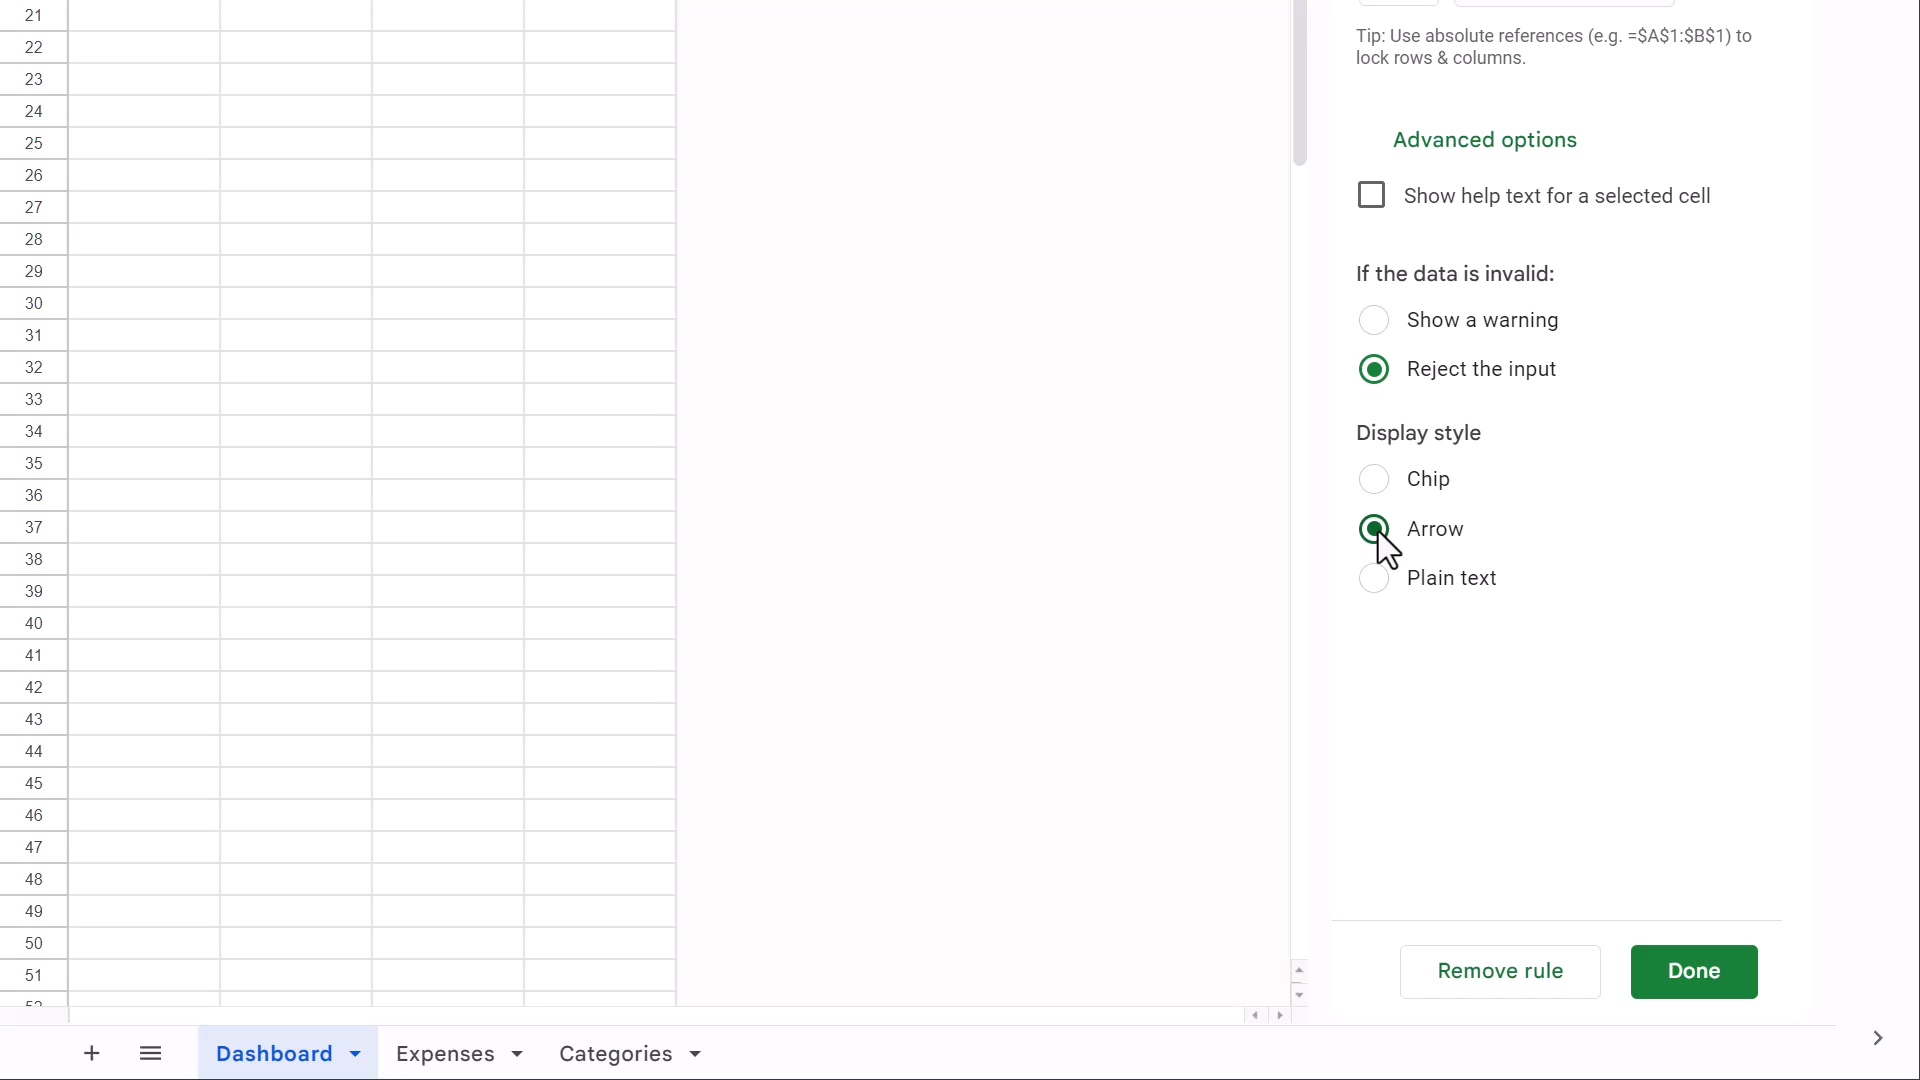 21
22
23
24
25
26
27
28
29
30
31
32
33
34
35
36
37
38
39
40
41
42
43
44
45
46
47
48
49
50
51
52
Tip: Use absolute references (e.g. =$A$1:$B$1) to
lock rows & columns.
Advanced options
Show help text for a selected cell
If the data is invalid:
Show a warning
Reject the input
Display style
Chip
Arrow
Plain text
Remove rule
Done
Dashboard
Expenses
Categories